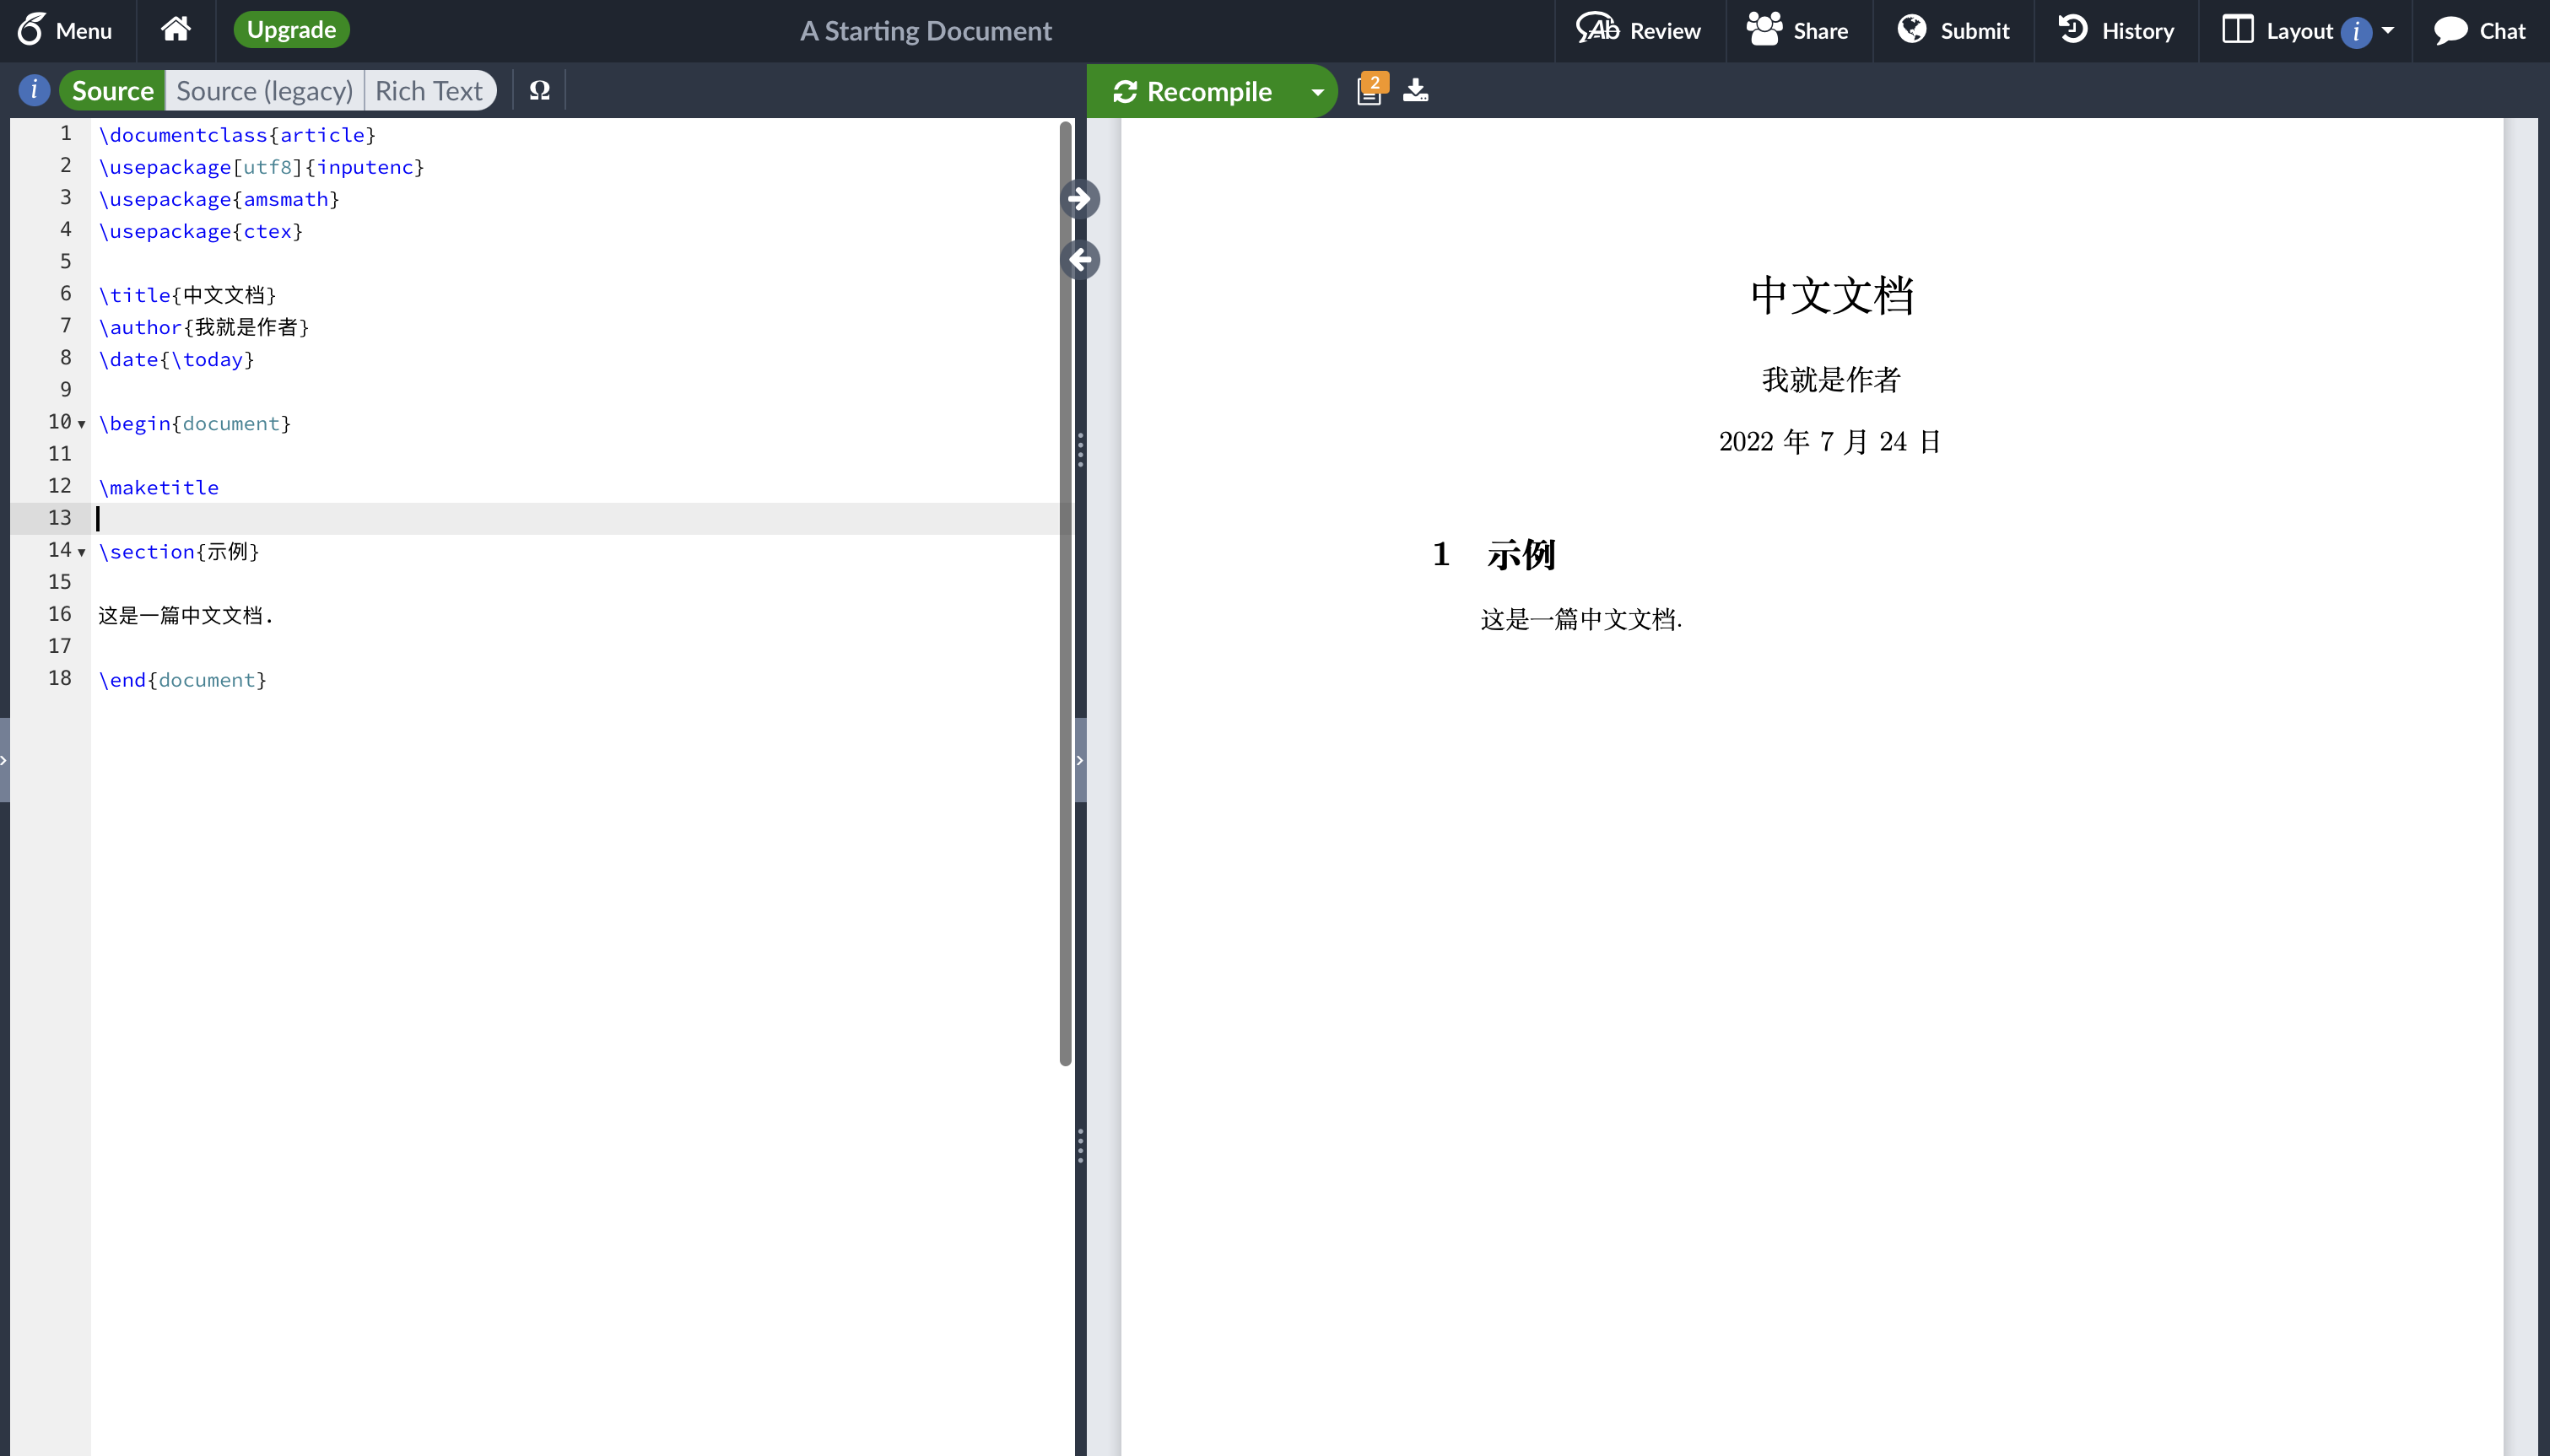 Menu Upgrade A Starting Document Review Share Submit History Layout i Chat
i Source Source (legacy) Rich Text Ω Recompile 2
1 \documentclass{article}
2 \usepackage[utf8]{inputenc}
3 \usepackage{amsmath}
4 \usepackage{ctex}
5
6 \title{中文文档}
7 \author{我就是作者}
8 \date{\today}
9
10 \begin{document}
11
12 \maketitle
13
14 \section{示例}
15
16 这是一篇中文文档.
17
18 \end{document}
中文文档
我就是作者
2022 年 7 月 24 日
1 示例
这是一篇中文文档.